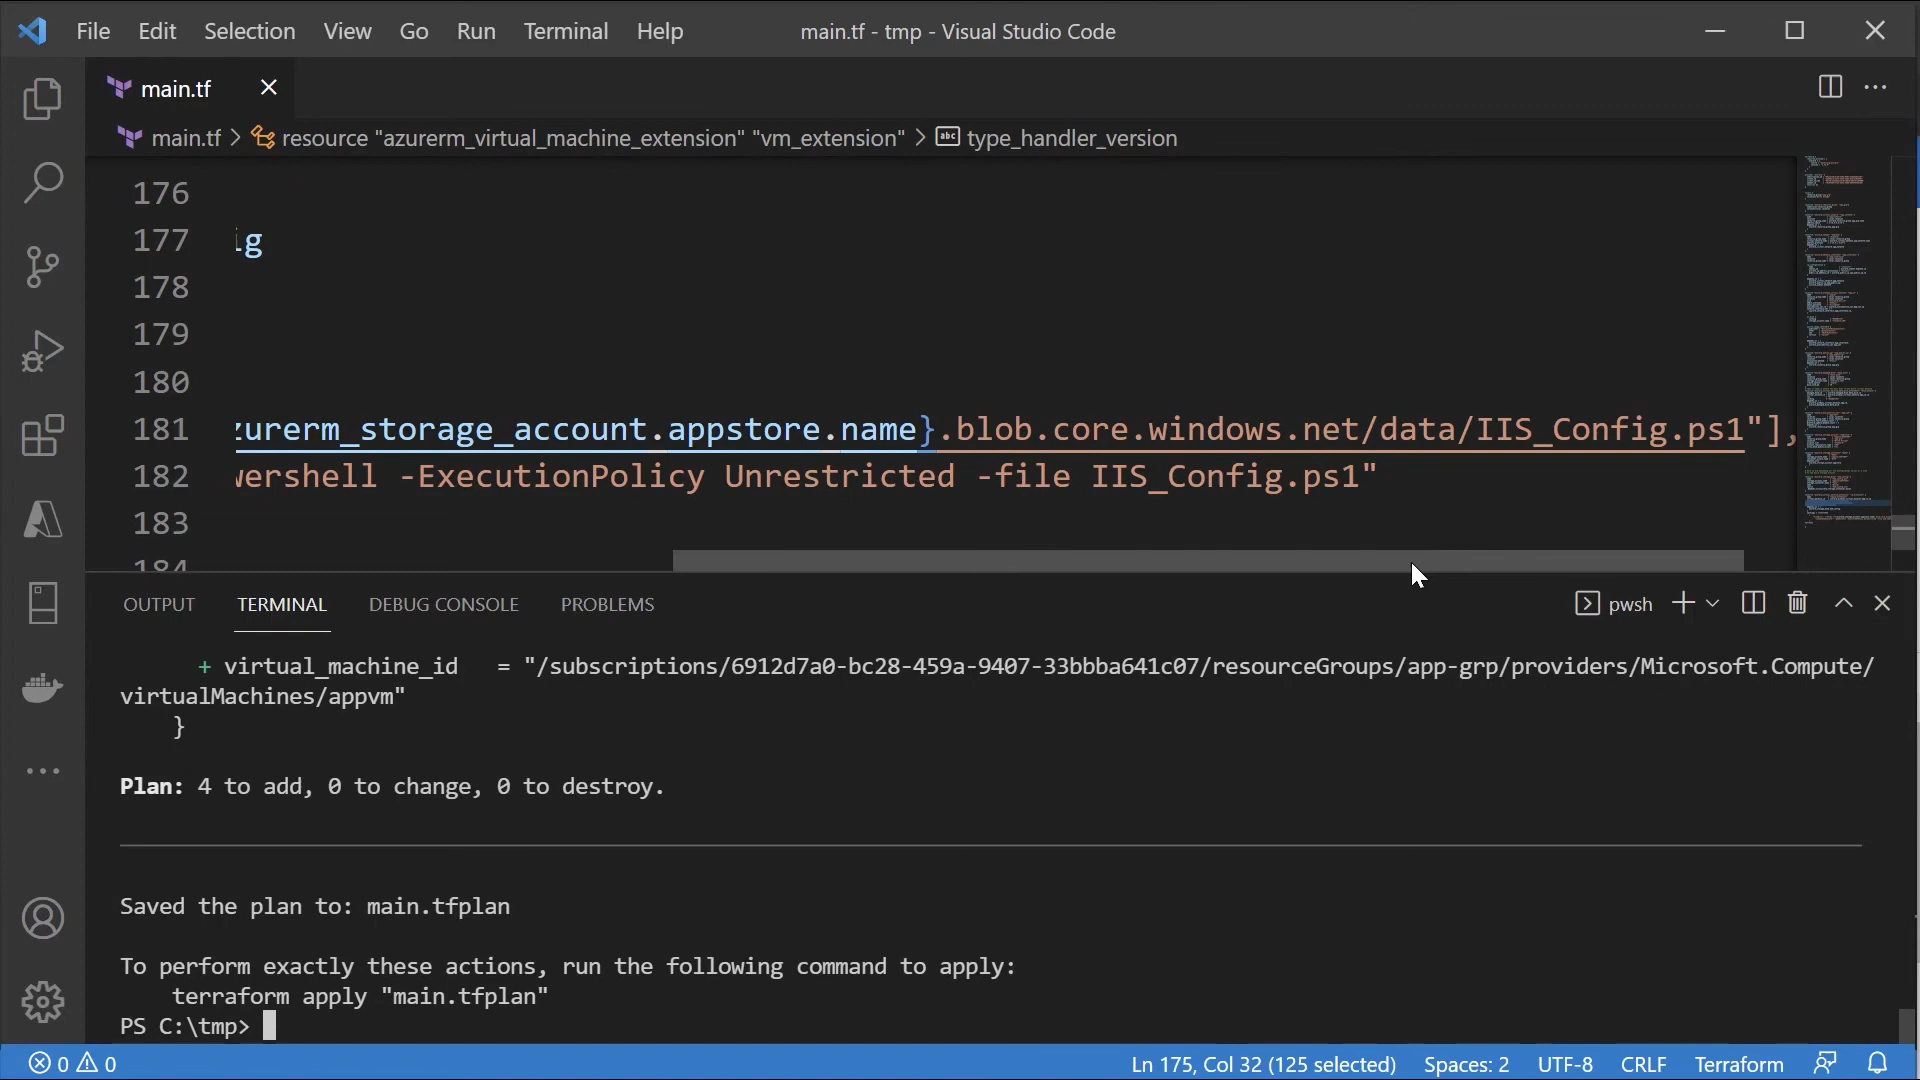 File Edit Selection View Go Run Terminal Help main.tf - tmp - Visual Studio Code
main.tf
main.tf > resource "azurerm_virtual_machine_extension" "vm_extension" > abc type_handler_version
176
177 ig
178
179
180
181 zurerm_storage_account.appstore.name}.blob.core.windows.net/data/IIS_Config.ps1"],
182 wershell -ExecutionPolicy Unrestricted -file IIS_Config.ps1"
183
184
OUTPUT TERMINAL DEBUG CONSOLE PROBLEMS pwsh
+ virtual_machine_id = "/subscriptions/6912d7a0-bc28-459a-9407-33bbba641c07/resourceGroups/app-grp/providers/Microsoft.Compute/
virtualMachines/appvm"
}
Plan: 4 to add, 0 to change, 0 to destroy.
Saved the plan to: main.tfplan
To perform exactly these actions, run the following command to apply:
terraform apply "main.tfplan"
PS C:\tmp>
0 0 Ln 175, Col 32 (125 selected) Spaces: 2 UTF-8 CRLF Terraform